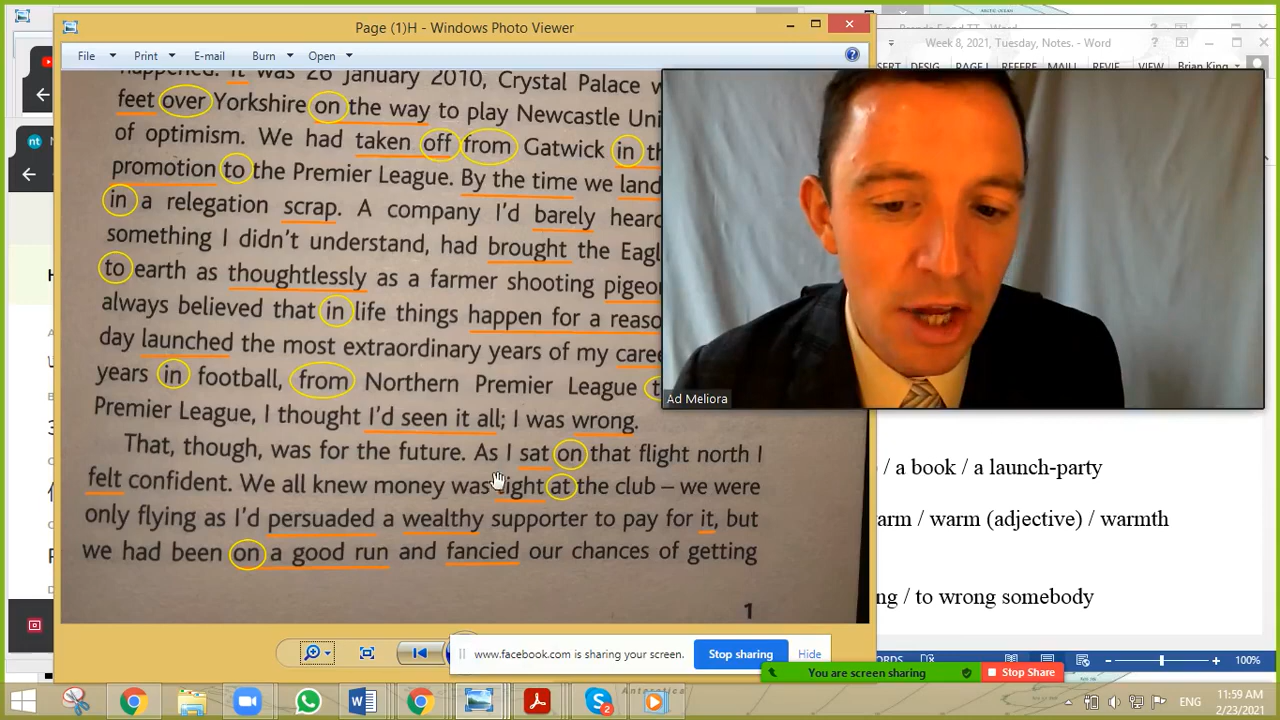 Page (1)H - Windows Photo Viewer
File Print E-mail Burn Open
Week 8, 2021, Tuesday, Notes. - Word
DESIG PAGE L REFERE MAILI REVIE VIEW
Brian King
happened. It was 26 January 2010, Crystal Palace w
feet over Yorkshire on the way to play Newcastle Uni
of optimism. We had taken off from Gatwick in th
promotion to the Premier League. By the time we land
in a relegation scrap. A company I'd barely heard
something I didn't understand, had brought the Eagl
to earth as thoughtlessly as a farmer shooting pigeon
always believed that in life things happen for a reaso
day launched the most extraordinary years of my caree
years in football, from Northern Premier League t
Premier League, I thought I'd seen it all; I was wrong.
That, though, was for the future. As I sat on that flight north I
felt confident. We all knew money was tight at the club – we were
only flying as I'd persuaded a wealthy supporter to pay for it, but
we had been on a good run and fancied our chances of getting
1
Ad Meliora
/ a book / a launch-party
arm / warm (adjective) / warmth
ng / to wrong somebody
www.facebook.com is sharing your screen.
Stop sharing
Hide
You are screen sharing
Stop Share
100%
ENG
11:59 AM
2/23/2021